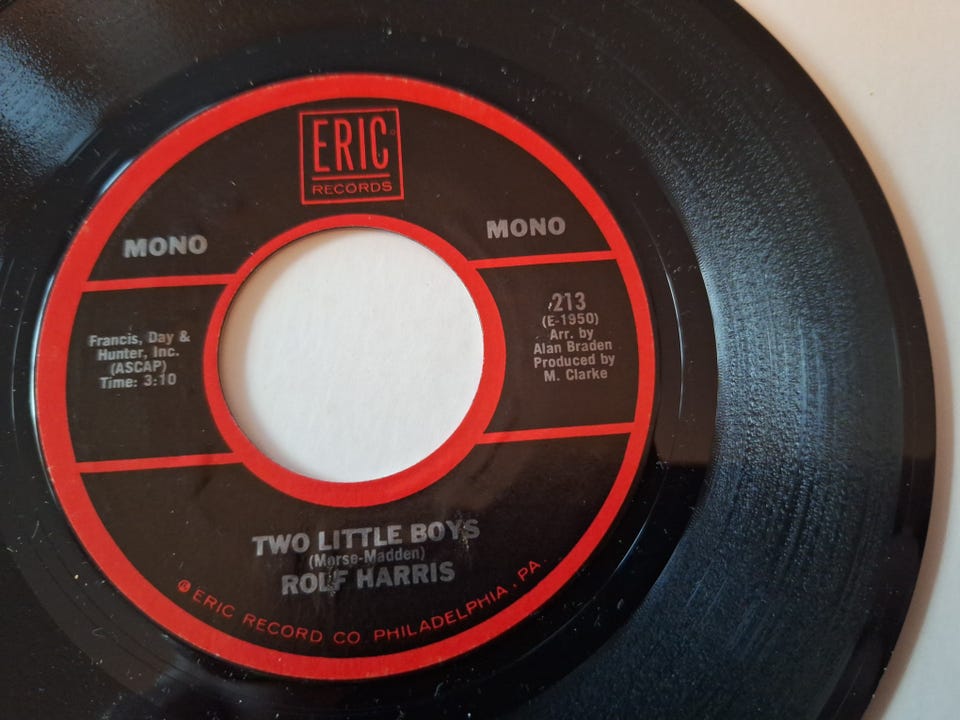 ERIC
RECORDS
MONO
MONO
Francis, Day &
Hunter, Inc.
(ASCAP)
Time: 3:10
213
(E-1950)
Arr. by
Alan Braden
Produced by
M. Clarke
TWO LITTLE BOYS
(Morse-Madden)
ROLF HARRIS
℗ ERIC RECORD CO. PHILADELPHIA, PA.